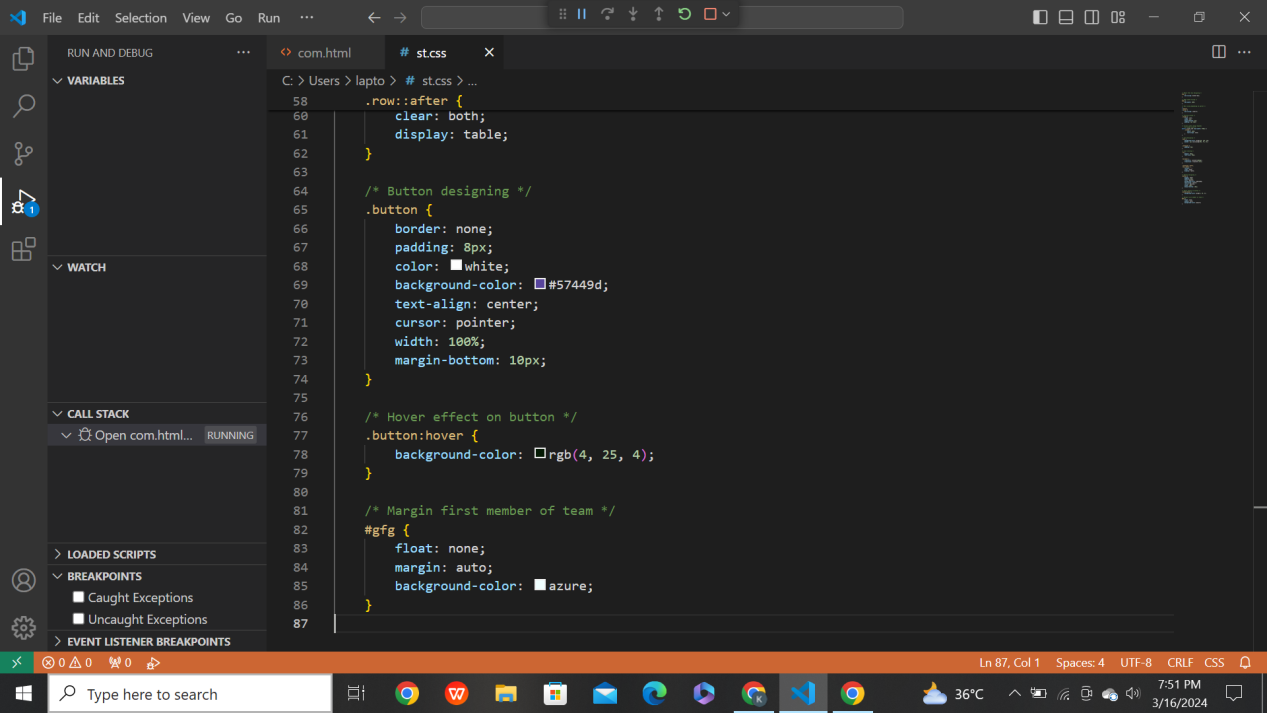 File Edit Selection View Go Run ···
RUN AND DEBUG ···
VARIABLES
WATCH
CALL STACK
Open com.html... RUNNING
LOADED SCRIPTS
BREAKPOINTS
Caught Exceptions
Uncaught Exceptions
EVENT LISTENER BREAKPOINTS
1
com.html # st.css
C: > Users > lapto > # st.css > ...
58 .row::after {
60 clear: both;
61 display: table;
62 }
63
64 /* Button designing */
65 .button {
66 border: none;
67 padding: 8px;
68 color: white;
69 background-color: #57449d;
70 text-align: center;
71 cursor: pointer;
72 width: 100%;
73 margin-bottom: 10px;
74 }
75
76 /* Hover effect on button */
77 .button:hover {
78 background-color: rgb(4, 25, 4);
79 }
80
81 /* Margin first member of team */
82 #gfg {
83 float: none;
84 margin: auto;
85 background-color: azure;
86 }
87
0 0 0 Ln 87, Col 1 Spaces: 4 UTF-8 CRLF CSS
Type here to search W K 36°C 7:51 PM
3/16/2024